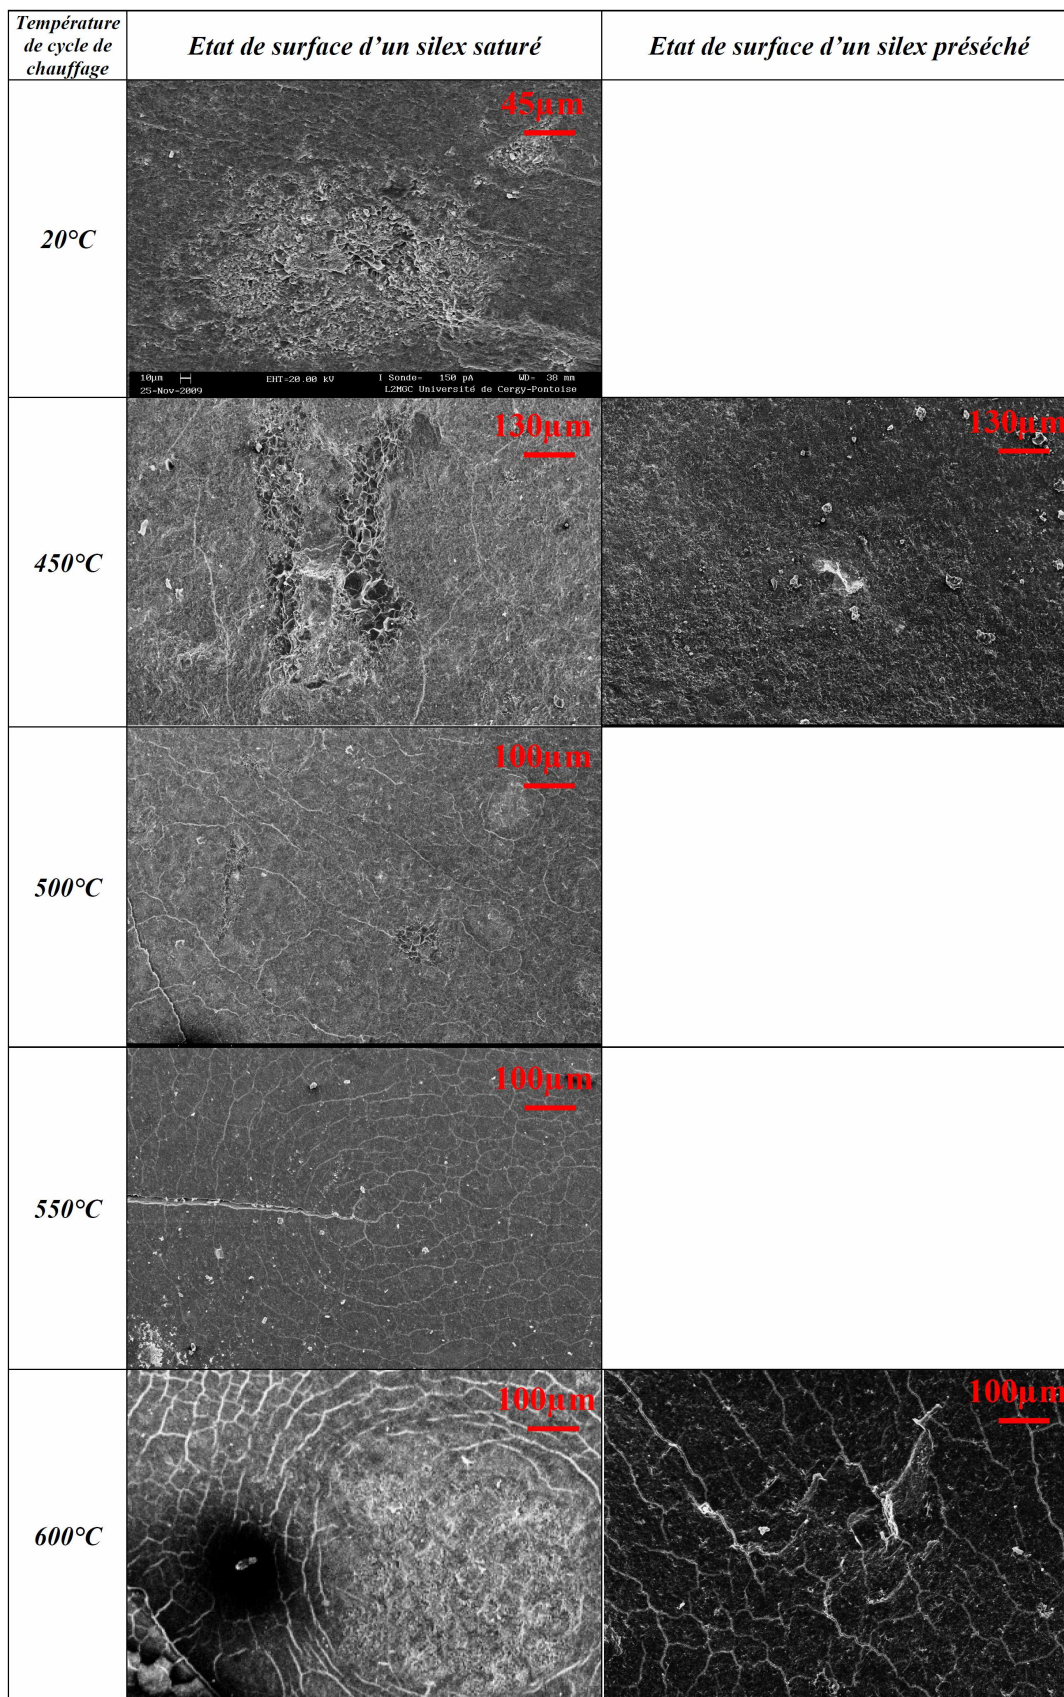 Température
de cycle de
chauffage
Etat de surface d'un silex saturé
Etat de surface d'un silex préséché
20°C
45µm
10µm
EHT=20.00 kV
I Sonde= 150 pA
WD= 38 mm
25-Nov-2009
L2MGC Université de Cergy-Pontoise
450°C
130µm
130µm
500°C
100µm
550°C
100µm
600°C
100µm
100µm